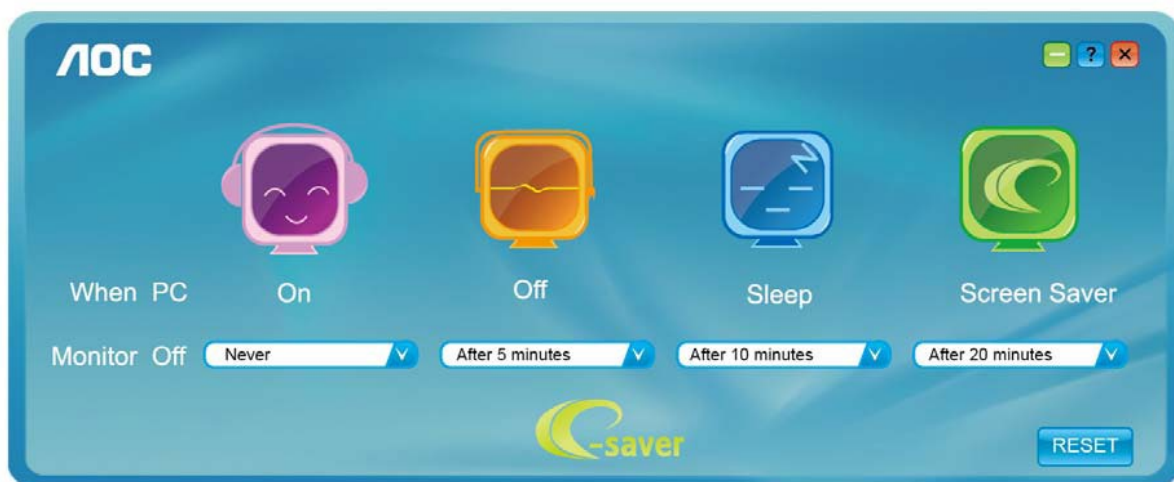 AOC
?
When PC On Off Sleep Screen Saver
Monitor Off Never After 5 minutes After 10 minutes After 20 minutes
e-saver
RESET